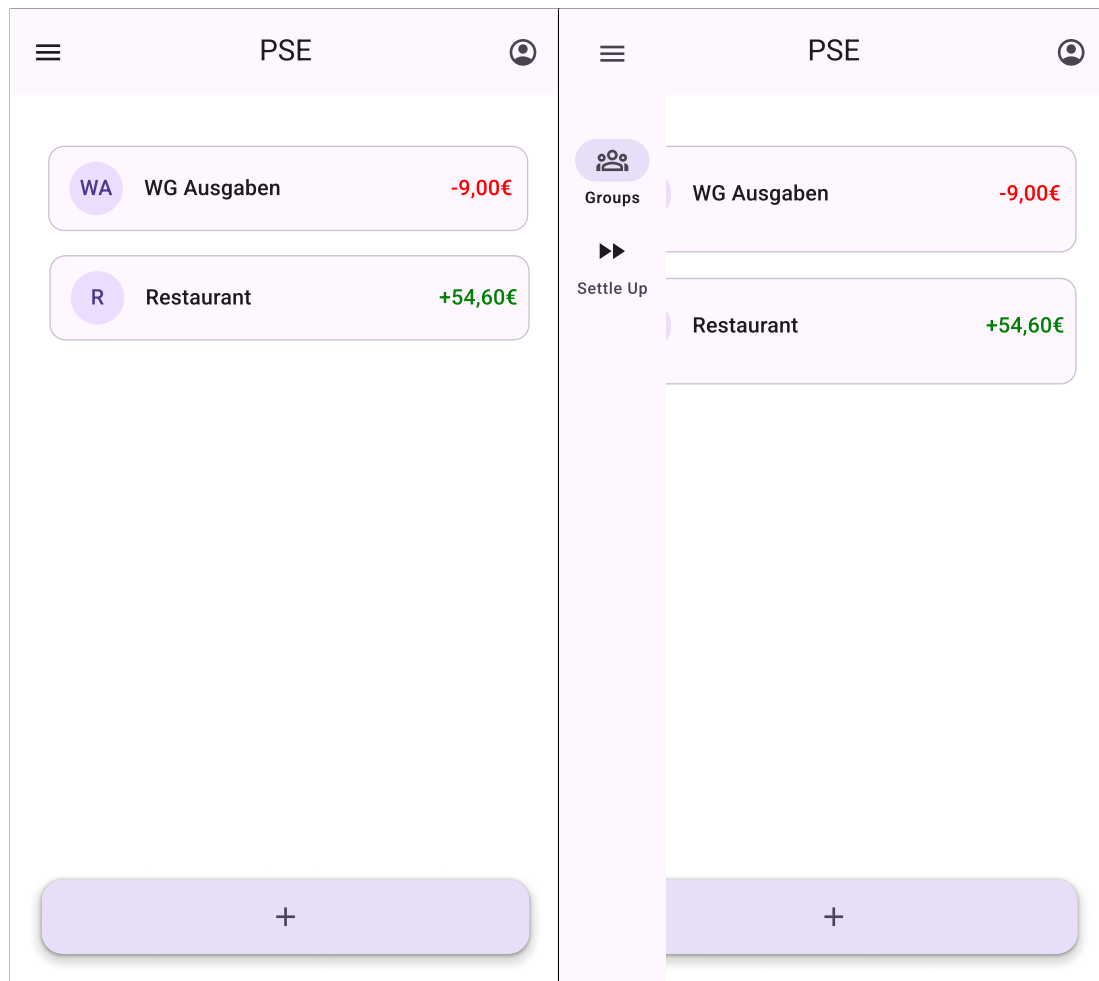 PSE
WA WG Ausgaben -9,00€
R Restaurant +54,60€
+
PSE
Groups
Settle Up
WG Ausgaben -9,00€
Restaurant +54,60€
+